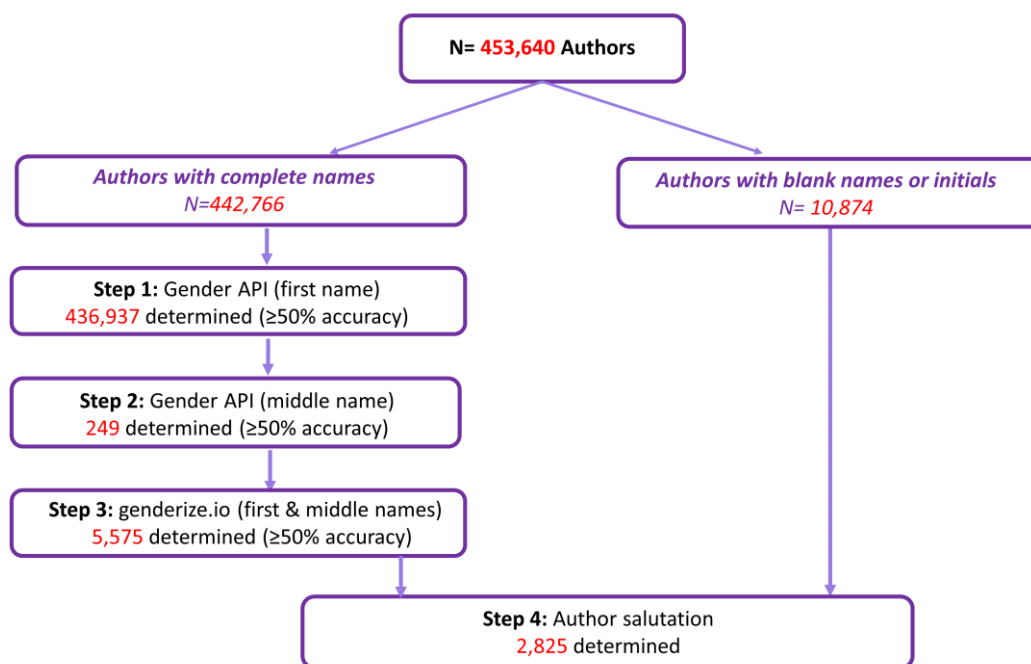 N= 453,640 Authors
Authors with complete names
N=442,766
Authors with blank names or initials
N= 10,874
Step 1: Gender API (first name)
436,937 determined (≥50% accuracy)
Step 2: Gender API (middle name)
249 determined (≥50% accuracy)
Step 3: genderize.io (first & middle names)
5,575 determined (≥50% accuracy)
Step 4: Author salutation
2,825 determined